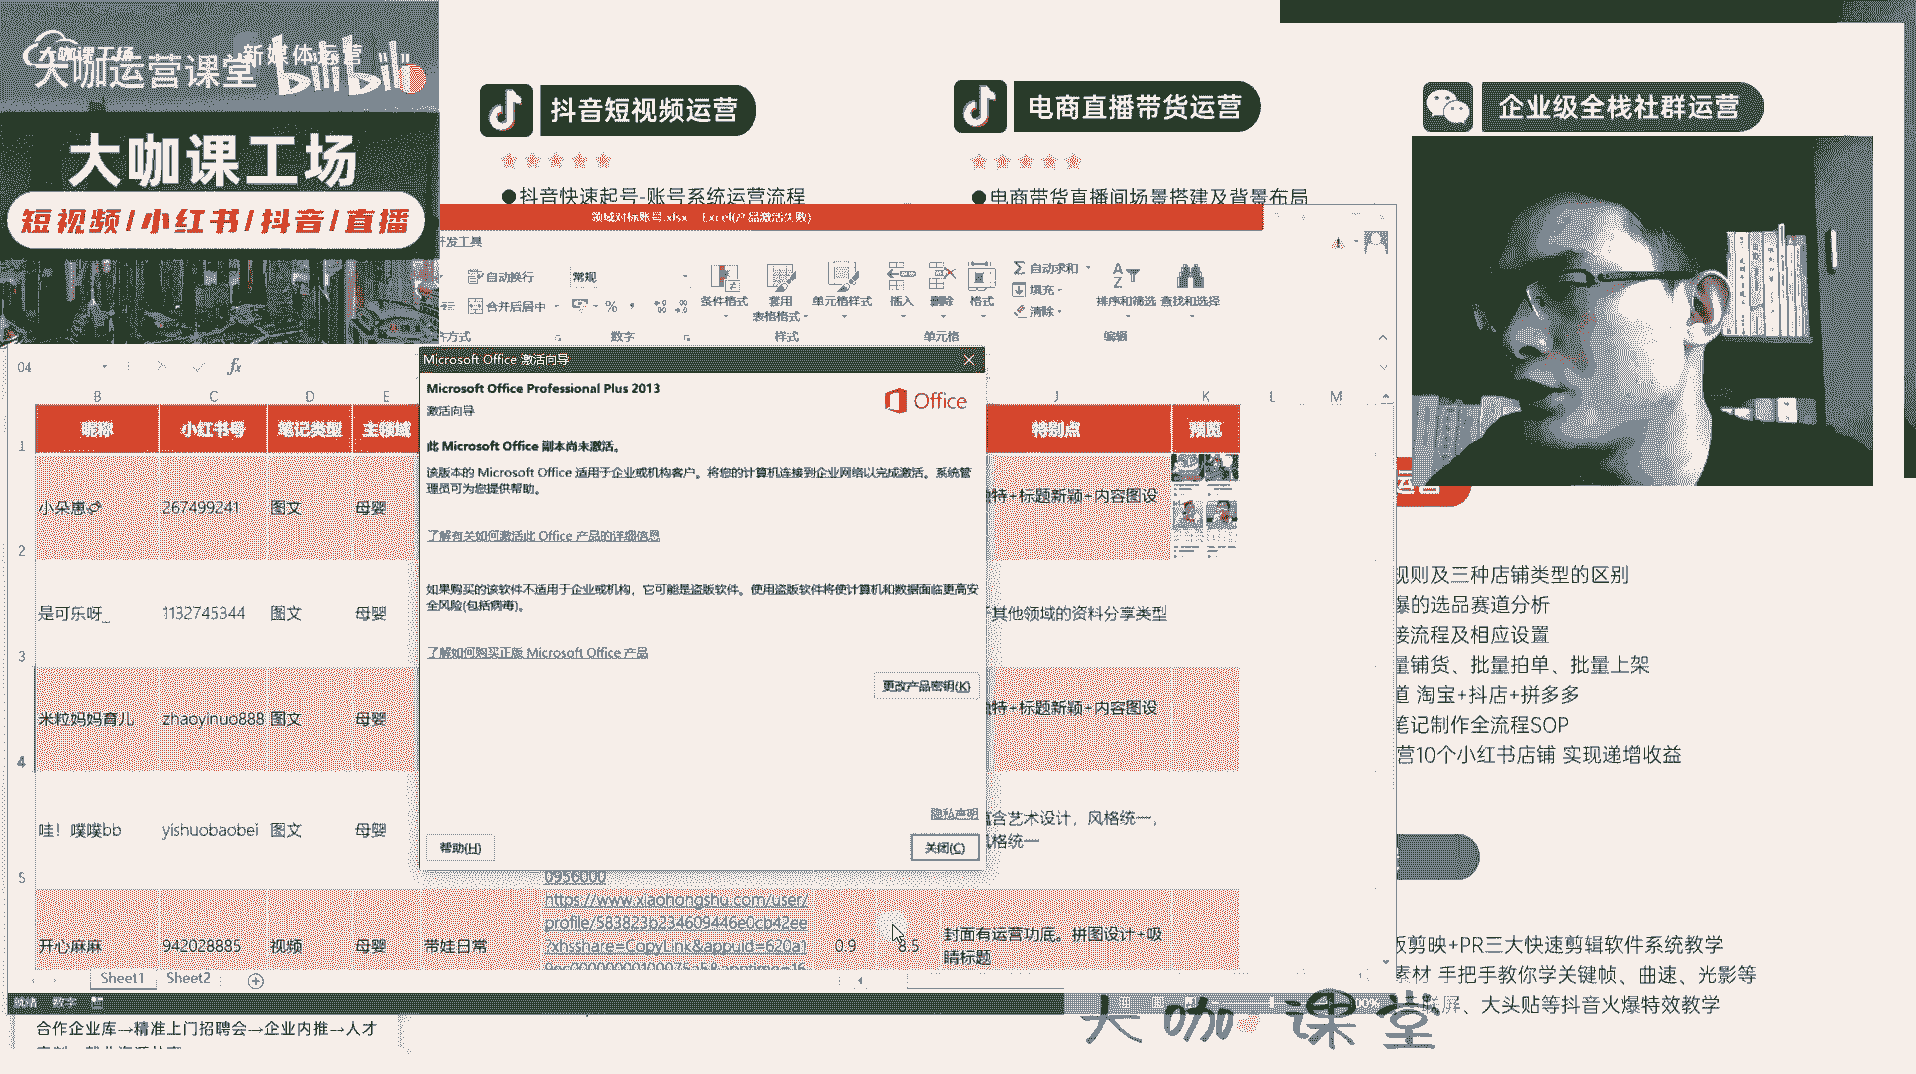 大咖课工场
新媒体运营
大咖运营课堂
bilibili
大咖课工场
短视频/小红书/抖音/直播
抖音短视频运营
●抖音快速起号-账号系统运营流程
电商直播带货运营
●电商带货直播间场景搭建及背景布局
企业级全栈社群运营
领域对标账号.xlsx - Excel(产品激活失败)
开发工具
自动换行
常规
合并后居中
%
条件格式
套用
表格格式
单元格样式
插入
删除
格式
自动求和
填充
清除
排序和筛选
查找和选择
数字
样式
单元格
编辑
O4
fx
B C D E J K L M
1
昵称 小红书号 笔记类型 主领域 特别点 预览
2
小朵崽 267499241 图文 母婴
独特+标题新颖+内容图设
3
是可乐呀_ 1132745344 图文 母婴
其他领域的资料分享类型
4
米粒妈妈育儿 zhaoyinuo888 图文 母婴
独特+标题新颖+内容图设
5
哇！噗噗bb yishuobaobei 图文 母婴
含艺术设计，风格统一，
风格统一
0956000
开心麻麻 942028885 视频 母婴 带娃日常
https://www.xiaohongshu.com/user/
profile/583823b234609446e0cb42ee
?xhsshare=CopyLink&appuid=620a1
0.9
8.5
封面有运营功底。拼图设计+吸
睛标题
Microsoft Office 激活向导
Microsoft Office Professional Plus 2013
激活向导
Office
此 Microsoft Office 副本尚未激活。
该版本的 Microsoft Office 适用于企业或机构客户。将您的计算机连接到企业网络以完成激活。系统管
理员可为您提供帮助。
了解有关如何激活此 Office 产品的详细信息
如果购买的该软件不适用于企业或机构，它可能是盗版软件。使用盗版软件将使计算机和数据面临更高安
全风险(包括病毒)。
了解如何购买正版 Microsoft Office 产品
更改产品密钥(K)
隐私声明
帮助(H)
关闭(C)
Sheet1
Sheet2
就绪
数字
合作企业库→精准上门招聘会→企业内推→人才
规则及三种店铺类型的区别
爆的选品赛道分析
接流程及相应设置
量铺货、批量拍单、批量上架
道 淘宝+抖店+拼多多
笔记制作全流程SOP
营10个小红书店铺 实现递增收益
版剪映+PR三大快速剪辑软件系统教学
素材 手把手教你学关键帧、曲速、光影等
联屏、大头贴等抖音火爆特效教学
大咖课堂